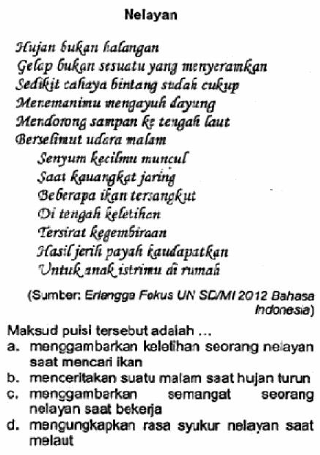 Nelayan
Hujan bukan halangan
Gelap bukan sesuatu yang menyeramkan
Sedikit cahaya bintang sudah cukup
Menemanimu mengayuh dayung
Mendorong sampan ke tengah laut
Berselimut udara malam
Senyum kecilmu muncul
Saat kauangkat jaring
Beberapa ikan tersangkut
Di tengah keletihan
Tersirat kegembiraan
Hasil jerih payah kaudapatkan
Untuk anak istrimu di rumah
(Sumber: Erlangga Fokus UN SD/MI 2012 Bahasa
Indonesia)
Maksud puisi tersebut adalah ...
a. menggambarkan keletihan seorang nelayan
saat mencari ikan
b. menceritakan suatu malam saat hujan turun
c. menggambarkan semangat seorang
nelayan saat bekerja
d. mengungkapkan rasa syukur nelayan saat
melaut